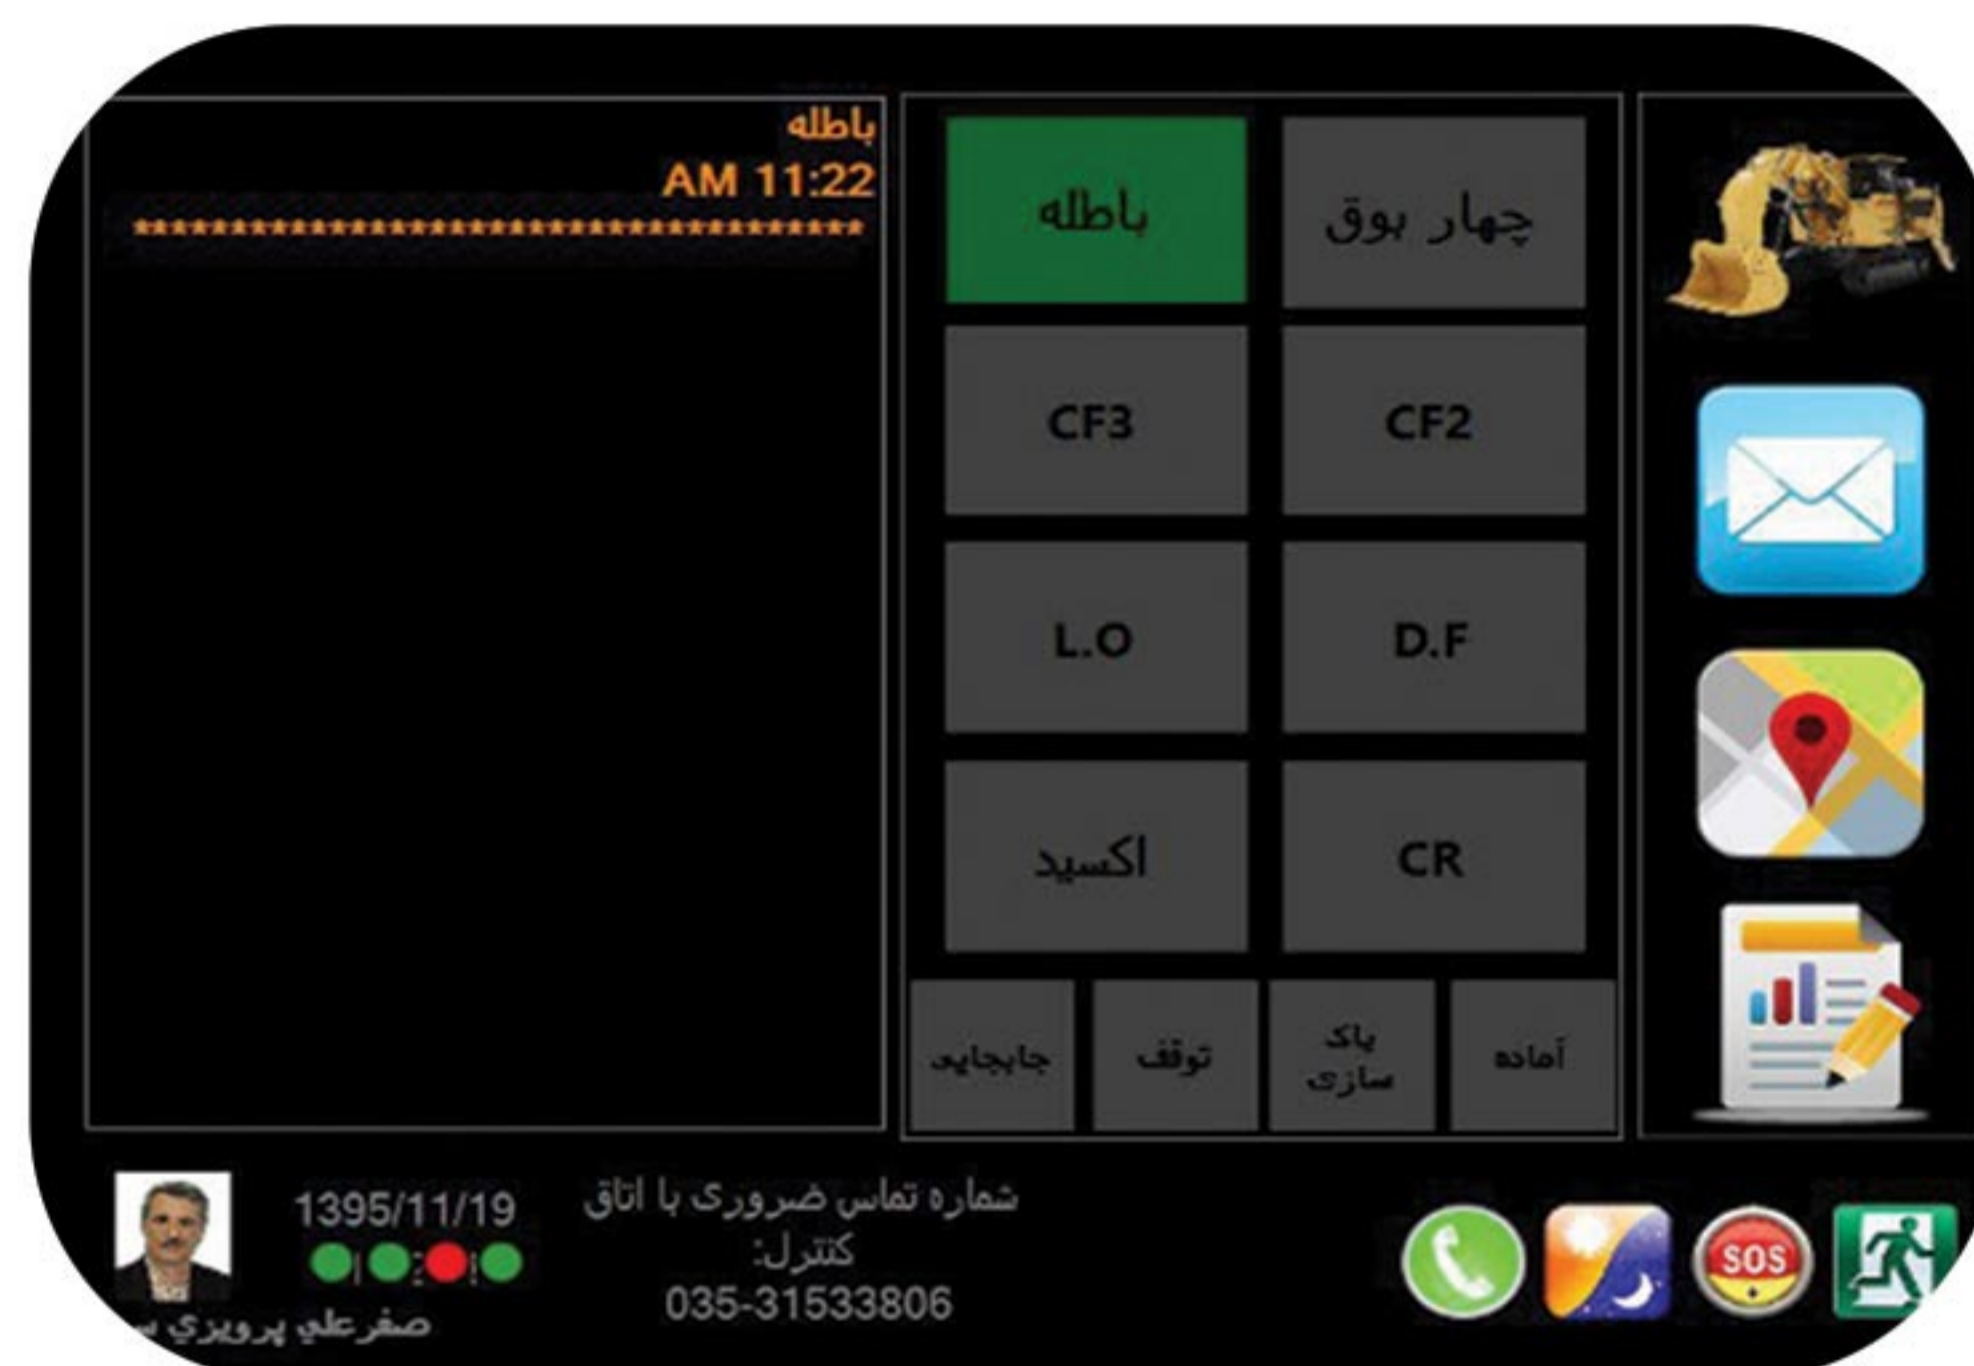 باطله
AM 11:22
*************************************
چهار بوق
باطله
CF2
CF3
D.F
L.O
CR
اکسید
آماده
پاک
سازی
توقف
جابجایی
1395/11/19
شماره تماس ضروری با اتاق
کنترل:
035-31533806
صفرعلي پرويزي
SOS